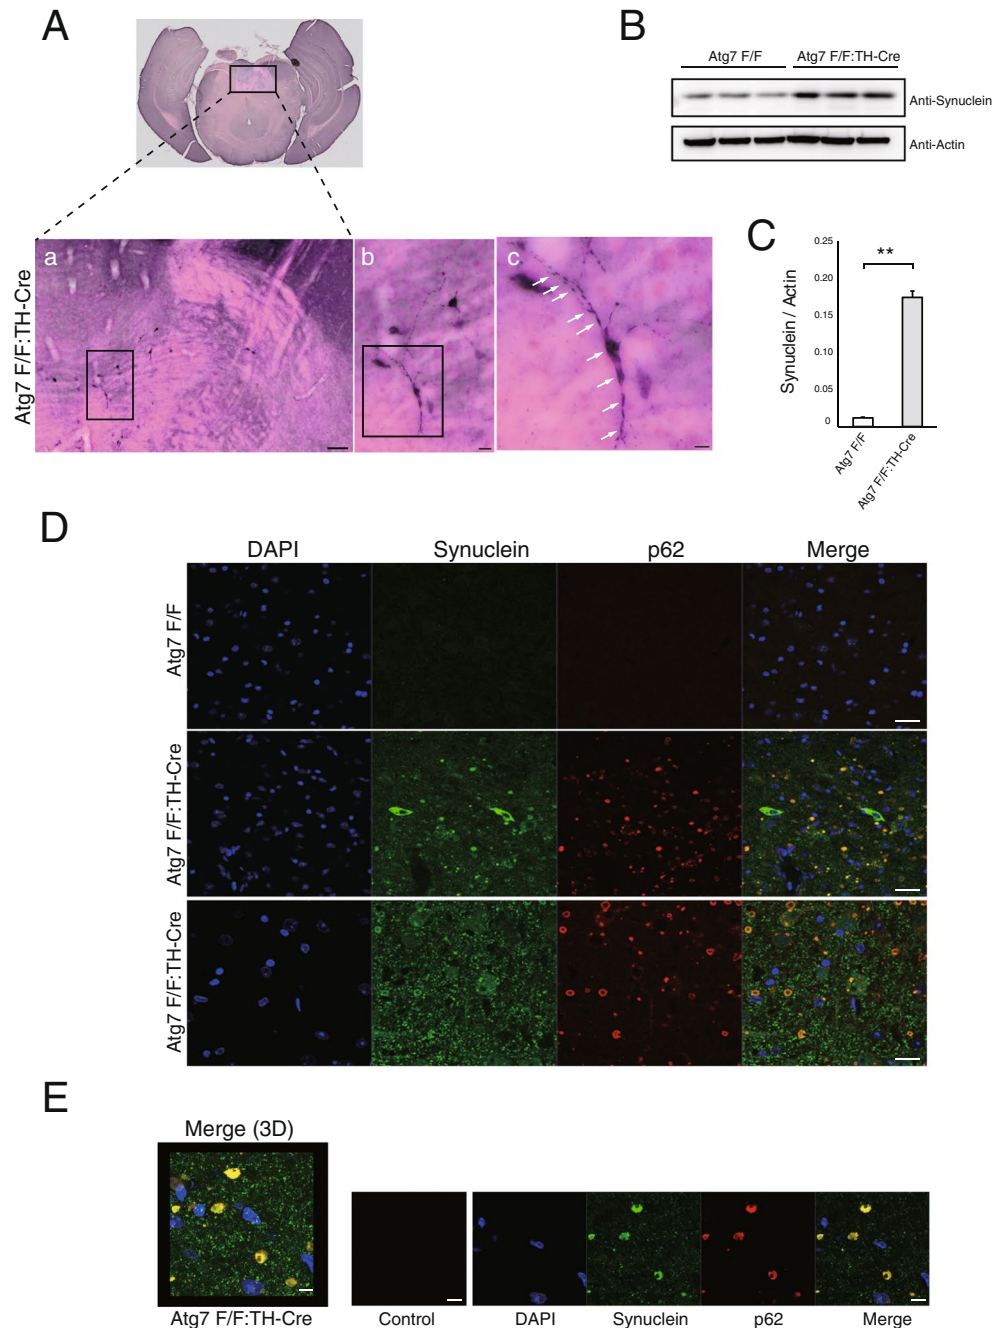 A
B
Atg7 F/F Atg7 F/F:TH-Cre
Anti-Synuclein
Anti-Actin
Atg7 F/F:TH-Cre
a b c
C
Synuclein / Actin
0.25
0.20
0.15
0.10
0.05
0
**
Atg7 F/F
Atg7 F/F:TH-Cre
D
DAPI Synuclein p62 Merge
Atg7 F/F
Atg7 F/F:TH-Cre
Atg7 F/F:TH-Cre
E
Merge (3D)
Atg7 F/F:TH-Cre
Control DAPI Synuclein p62 Merge